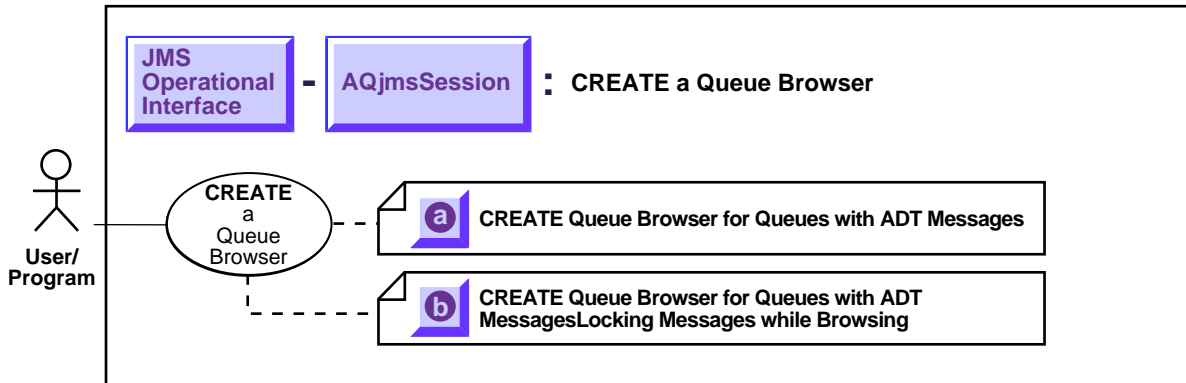 JMS
Operational
Interface
-
AQjmsSession
:
CREATE a Queue Browser
CREATE
a
Queue
Browser
User/
Program
a
CREATE Queue Browser for Queues with ADT Messages
b
CREATE Queue Browser for Queues with ADT
MessagesLocking Messages while Browsing